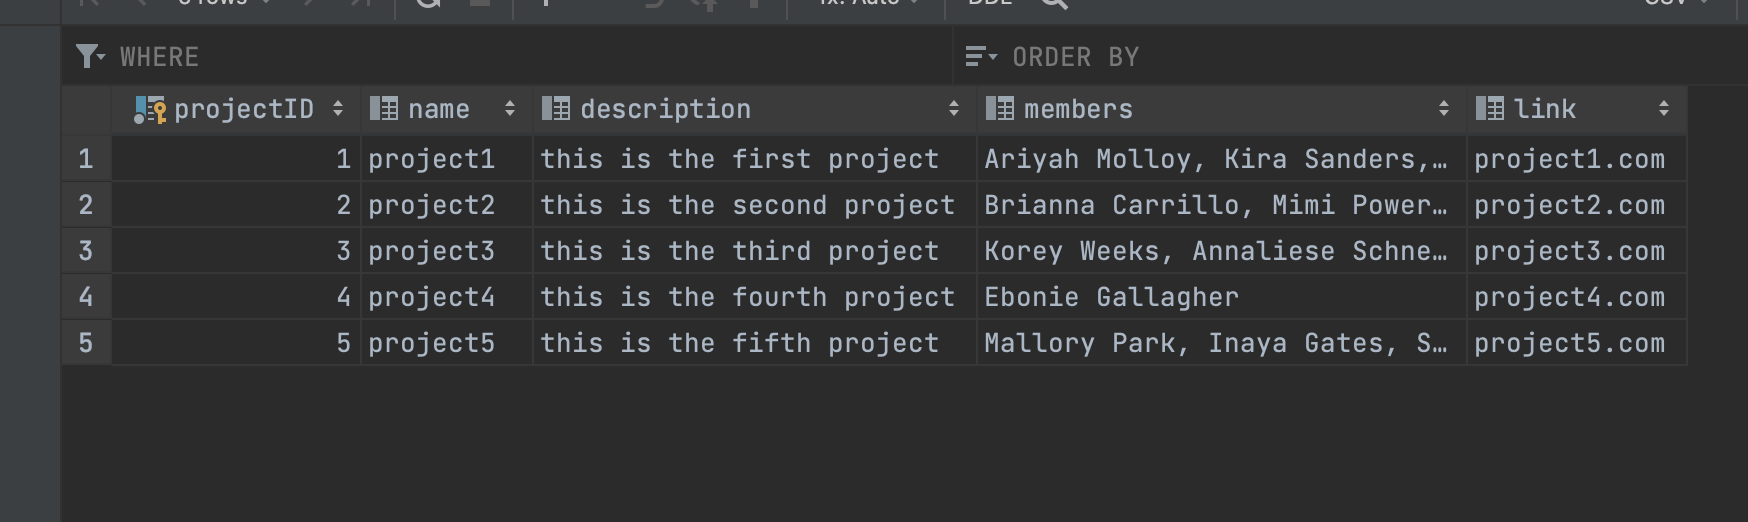 rows Tx: Auto DDL CSV
WHERE ORDER BY
projectID name description members link
1 1 project1 this is the first project Ariyah Molloy, Kira Sanders,… project1.com
2 2 project2 this is the second project Brianna Carrillo, Mimi Power… project2.com
3 3 project3 this is the third project Korey Weeks, Annaliese Schne… project3.com
4 4 project4 this is the fourth project Ebonie Gallagher project4.com
5 5 project5 this is the fifth project Mallory Park, Inaya Gates, S… project5.com